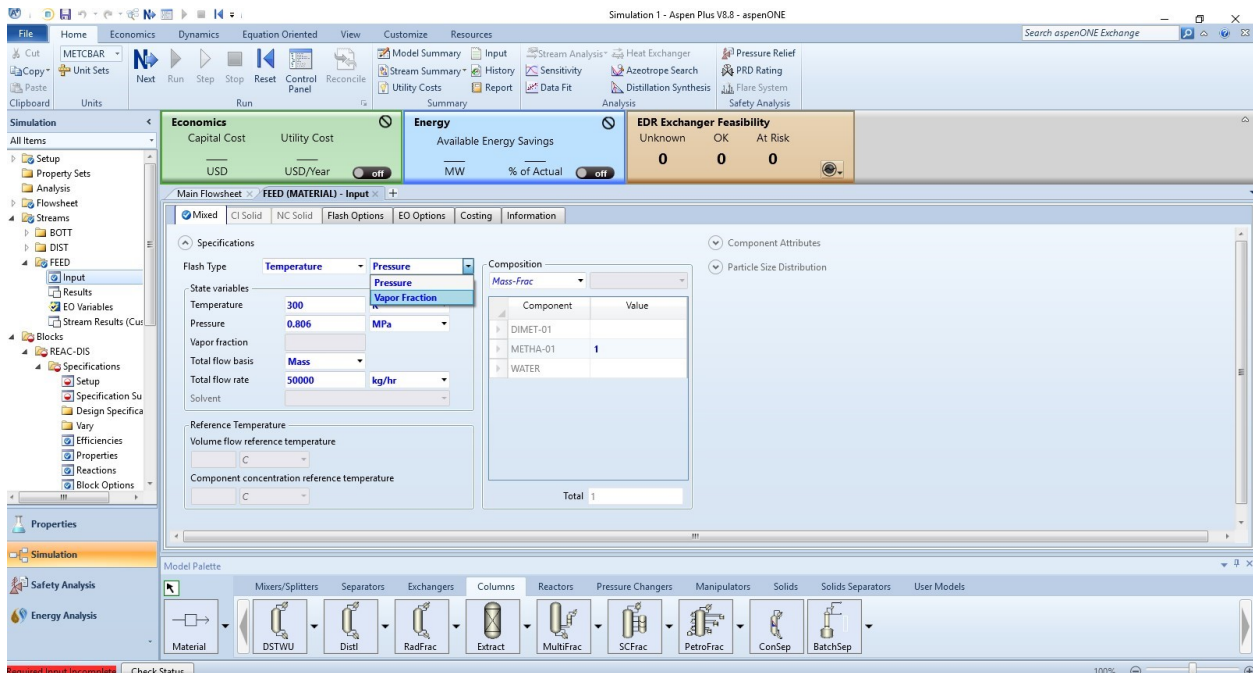 Simulation 1 - Aspen Plus V8.8 - aspenONE
File Home Economics Dynamics Equation Oriented View Customize Resources Search aspenONE Exchange
Cut METCBAR Model Summary Input Stream Analysis Heat Exchanger Pressure Relief
Copy Unit Sets Next Run Step Stop Reset Control Panel Reconcile Stream Summary History Sensitivity Azeotrope Search PRD Rating
Paste Utility Costs Report Data Fit Distillation Synthesis Flare System
Clipboard Units Run Summary Analysis Safety Analysis
Simulation
All Items
Setup
Property Sets
Analysis
Flowsheet
Streams
BOTT
DIST
FEED
Input
Results
EO Variables
Stream Results (Cus
Blocks
REAC-DIS
Specifications
Setup
Specification Su
Design Specifica
Vary
Efficiencies
Properties
Reactions
Block Options
Properties
Simulation
Safety Analysis
Energy Analysis
Economics
Capital Cost Utility Cost
USD USD/Year off
Energy
Available Energy Savings
MW % of Actual off
EDR Exchanger Feasibility
Unknown OK At Risk
0 0 0
Main Flowsheet FEED (MATERIAL) - Input +
Mixed CI Solid NC Solid Flash Options EO Options Costing Information
Specifications
Flash Type Temperature Pressure
Pressure
Vapor Fraction
State variables
Temperature 300
Pressure 0.806 MPa
Vapor fraction
Total flow basis Mass
Total flow rate 50000 kg/hr
Solvent
Reference Temperature
Volume flow reference temperature
C
Component concentration reference temperature
C
Composition
Mass-Frac
Component Value
DIMET-01
METHA-01 1
WATER
Total 1
Component Attributes
Particle Size Distribution
Model Palette
Mixers/Splitters Separators Exchangers Columns Reactors Pressure Changers Manipulators Solids Solids Separators User Models
Material DSTWU Distl RadFrac Extract MultiFrac SCFrac PetroFrac ConSep BatchSep
Required Input Incomplete Check Status 100%